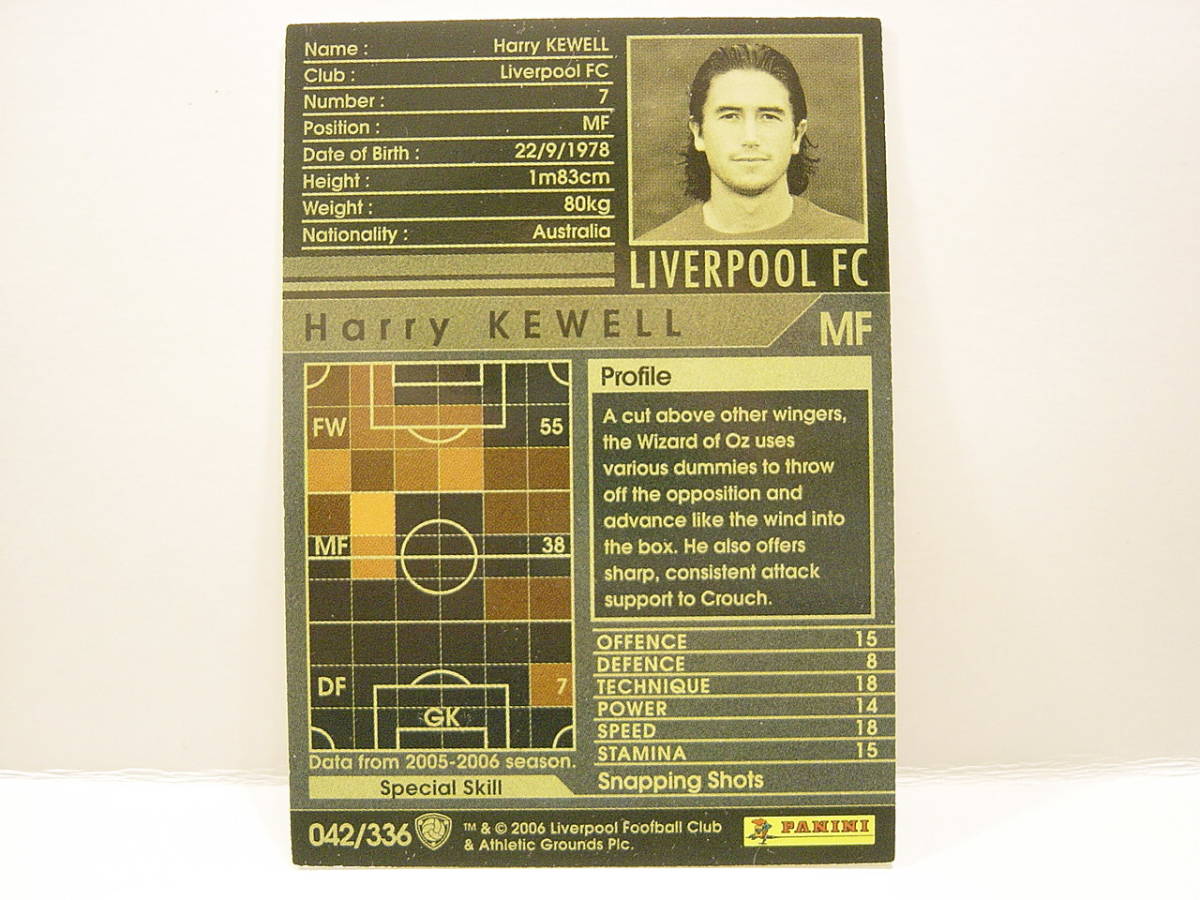 Name : Harry KEWELL
Club : Liverpool FC
Number : 7
Position : MF
Date of Birth : 22/9/1978
Height : 1m83cm
Weight : 80kg
Nationality : Australia
LIVERPOOL FC
Harry KEWELL MF
FW 55
MF 38
DF 7
GK
Data from 2005-2006 season.
Profile
A cut above other wingers,
the Wizard of Oz uses
various dummies to throw
off the opposition and
advance like the wind into
the box. He also offers
sharp, consistent attack
support to Crouch.
OFFENCE 15
DEFENCE 8
TECHNIQUE 18
POWER 14
SPEED 18
STAMINA 15
Special Skill Snapping Shots
042/336
™ & © 2006 Liverpool Football Club
& Athletic Grounds Plc.
PANINI